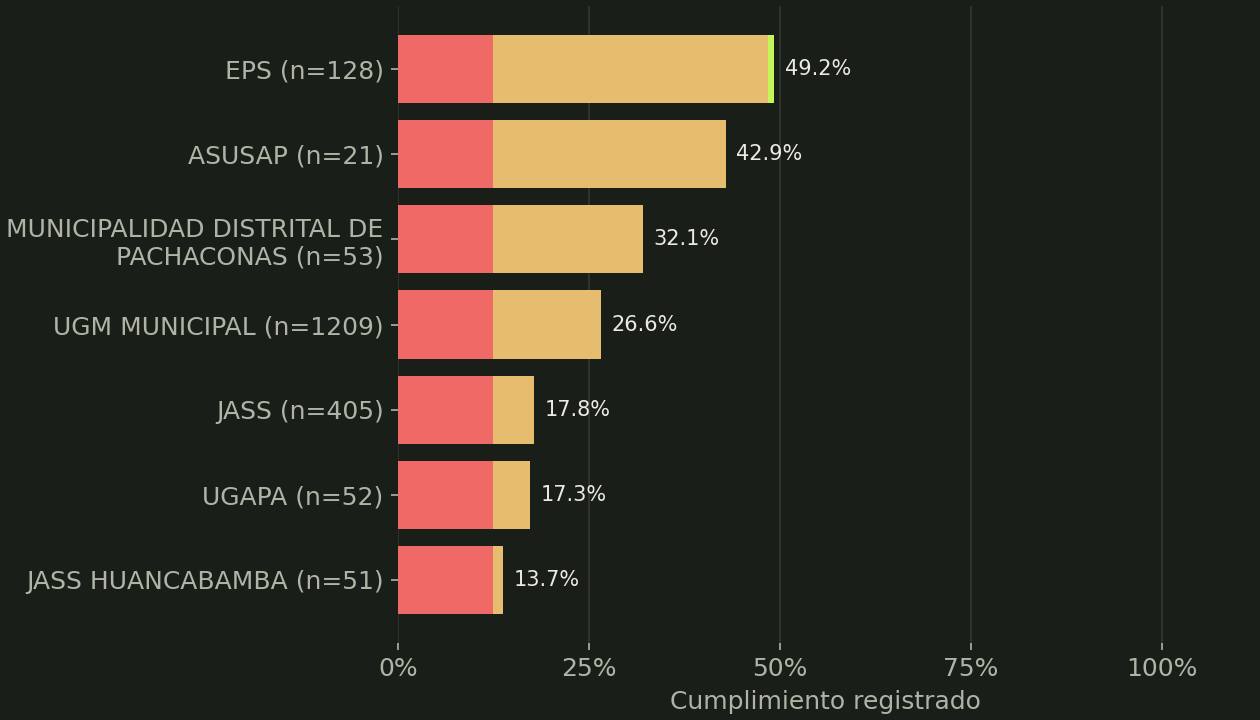 EPS (n=128)
49.2%
ASUSAP (n=21)
42.9%
MUNICIPALIDAD DISTRITAL DE
PACHACONAS (n=53)
32.1%
UGM MUNICIPAL (n=1209)
26.6%
JASS (n=405)
17.8%
UGAPA (n=52)
17.3%
JASS HUANCABAMBA (n=51)
13.7%
0% 25% 50% 75% 100%
Cumplimiento registrado